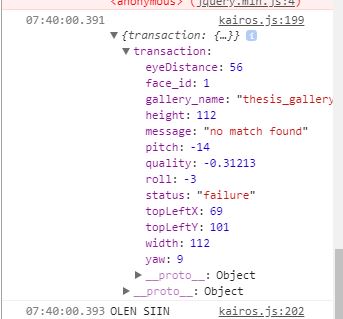 <anonymous> (jquery.min.js:4)
07:40:00.391 kairos.js:199
▼{transaction: {…}} i
▼transaction:
eyeDistance: 56
face_id: 1
gallery_name: "thesis_gallery
height: 112
message: "no match found"
pitch: -14
quality: -0.31213
roll: -3
status: "failure"
topLeftX: 69
topLeftY: 101
width: 112
yaw: 9
▶__proto__: Object
▶__proto__: Object
07:40:00.393 OLEN SIIN kairos.js:202